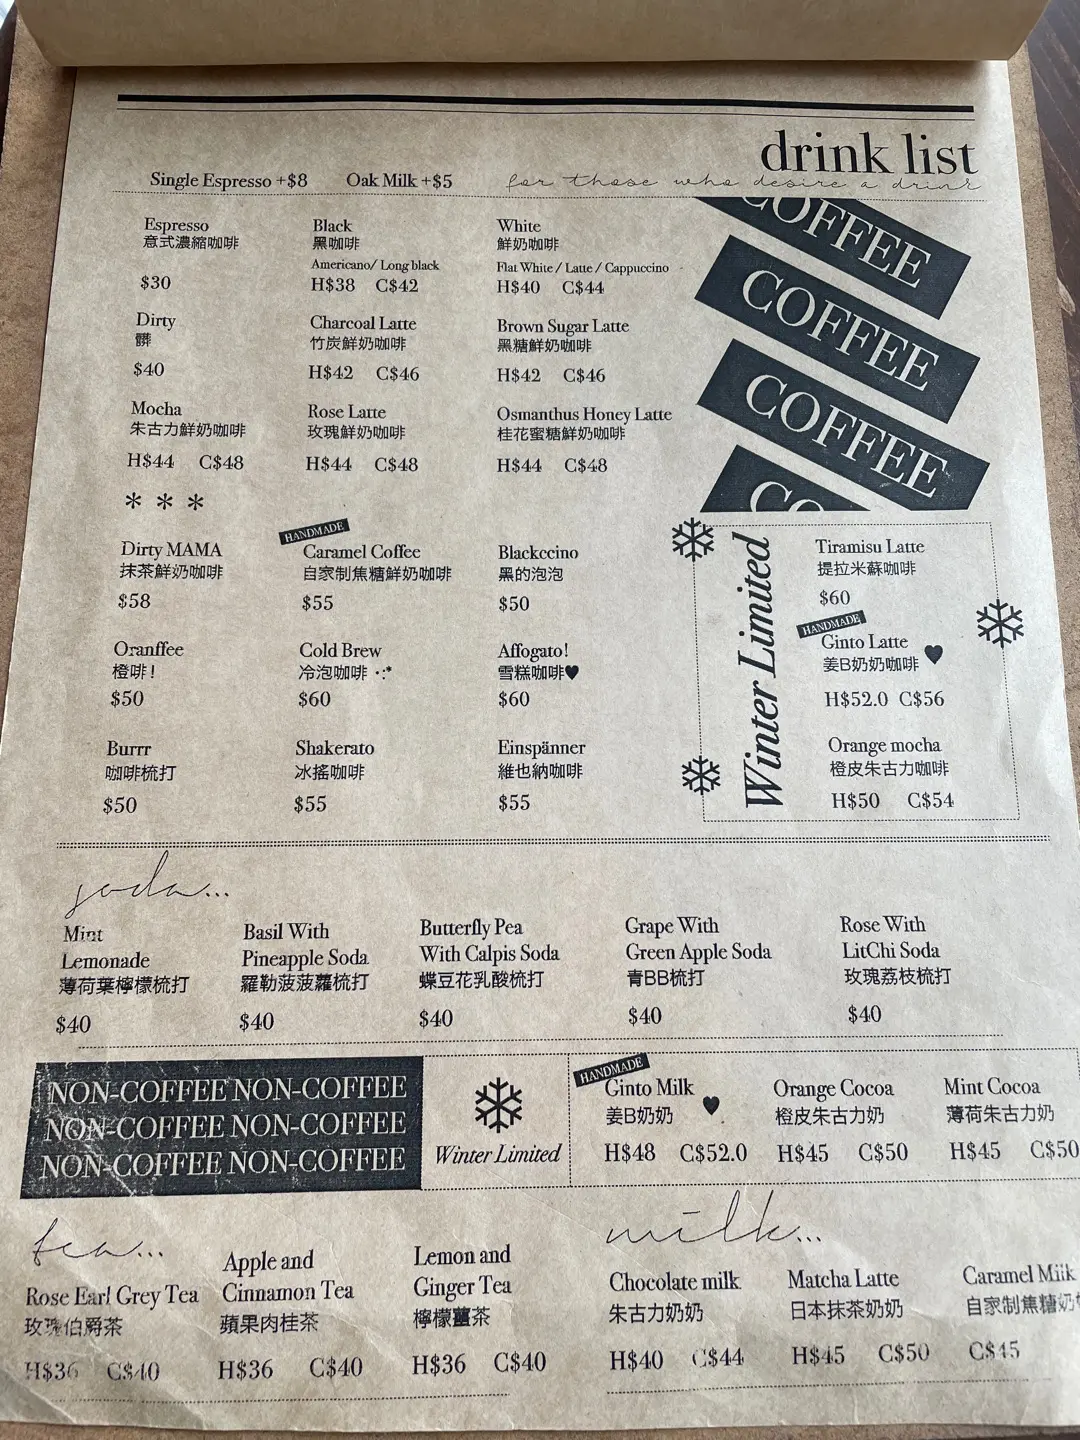 drink list
for those who desire a drink
Single Espresso +$8 Oak Milk +$5
Espresso
意式濃縮咖啡
$30
Black
黑咖啡
Americano/ Long black
H$38 C$42
White
鮮奶咖啡
Flat White / Latte / Cappuccino
H$40 C$44
Dirty
髒
$40
Charcoal Latte
竹炭鮮奶咖啡
H$42 C$46
Brown Sugar Latte
黑糖鮮奶咖啡
H$42 C$46
Mocha
朱古力鮮奶咖啡
H$44 C$48
Rose Latte
玫瑰鮮奶咖啡
H$44 C$48
Osmanthus Honey Latte
桂花蜜糖鮮奶咖啡
H$44 C$48
COFFEE
COFFEE
COFFEE
CO
***
Dirty MAMA
抹茶鮮奶咖啡
$58
HANDMADE
Caramel Coffee
自家制焦糖鮮奶咖啡
$55
Blackccino
黑的泡泡
$50
Oranffee
橙啡!
$50
Cold Brew
冷泡咖啡 ·:*
$60
Affogato!
雪糕咖啡♥
$60
Burrr
咖啡梳打
$50
Shakerato
冰搖咖啡
$55
Einspänner
維也納咖啡
$55
Winter Limited
Tiramisu Latte
提拉米蘇咖啡
$60
HANDMADE
Ginto Latte
姜B奶奶咖啡 ♥
H$52.0 C$56
Orange mocha
橙皮朱古力咖啡
H$50 C$54
soda...
Mint
Lemonade
薄荷葉檸檬梳打
$40
Basil With
Pineapple Soda
羅勒菠菠蘿梳打
$40
Butterfly Pea
With Calpis Soda
蝶豆花乳酸梳打
$40
Grape With
Green Apple Soda
青BB梳打
$40
Rose With
LitChi Soda
玫瑰荔枝梳打
$40
NON-COFFEE NON-COFFEE
NON-COFFEE NON-COFFEE
NON-COFFEE NON-COFFEE
Winter Limited
HANDMADE
Ginto Milk
姜B奶奶 ♥
H$48 C$52.0
Orange Cocoa
橙皮朱古力奶
H$45 C$50
Mint Cocoa
薄荷朱古力奶
H$45 C$50
tea...
Rose Earl Grey Tea
玫瑰伯爵茶
H$36 C$40
Apple and
Cinnamon Tea
蘋果肉桂茶
H$36 C$40
Lemon and
Ginger Tea
檸檬薑茶
H$36 C$40
milk...
Chocolate milk
朱古力奶奶
H$40 C$44
Matcha Latte
日本抹茶奶奶
H$45 C$50
Caramel Milk
自家制焦糖奶
C$45